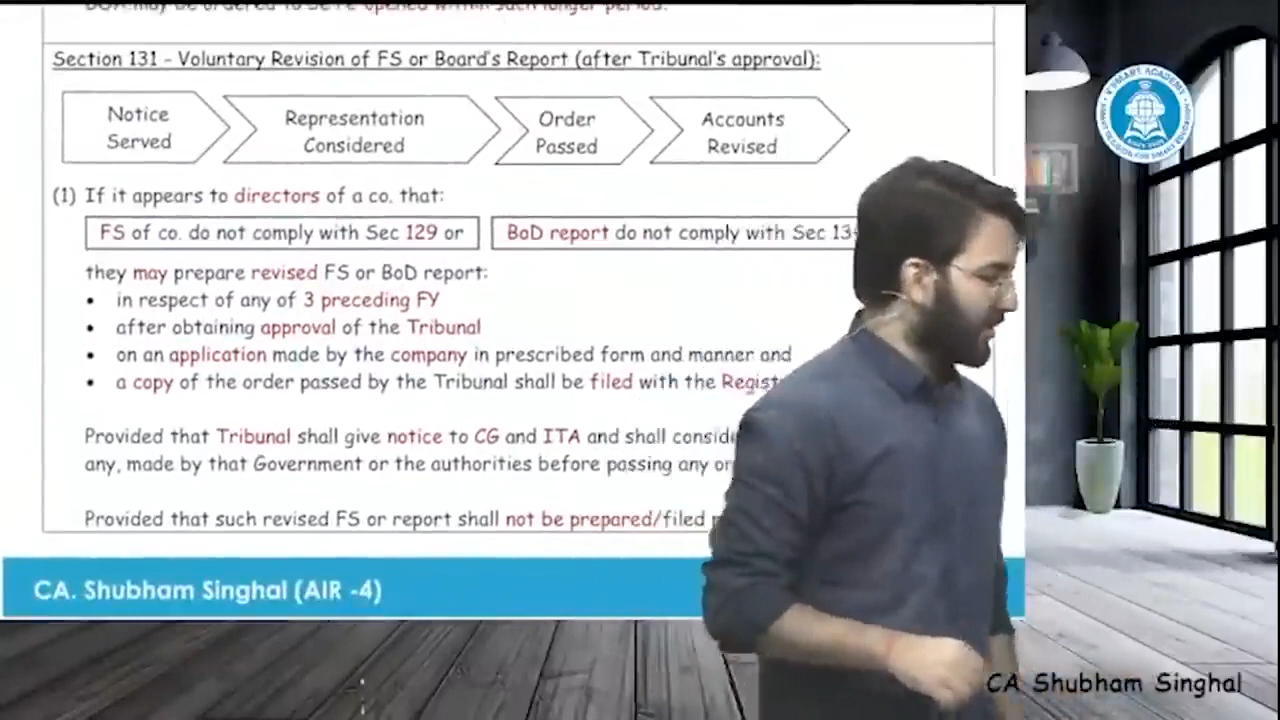 Section 131 - Voluntary Revision of FS or Board's Report (after Tribunal's approval):
Notice Served
Representation Considered
Order Passed
Accounts Revised
(1) If it appears to directors of a co. that:
FS of co. do not comply with Sec 129 or
BoD report do not comply with Sec
they may prepare revised FS or BoD report:
• in respect of any of 3 preceding FY
• after obtaining approval of the Tribunal
• on an application made by the company in prescribed form and manner and
• a copy of the order passed by the Tribunal shall be filed with the
Provided that Tribunal shall give notice to CG and ITA and shall
any, made by that Government or the authorities before passing any
Provided that such revised FS or report shall not be prepared/filed
CA. Shubham Singhal (AIR -4)
CA Shubham Singhal